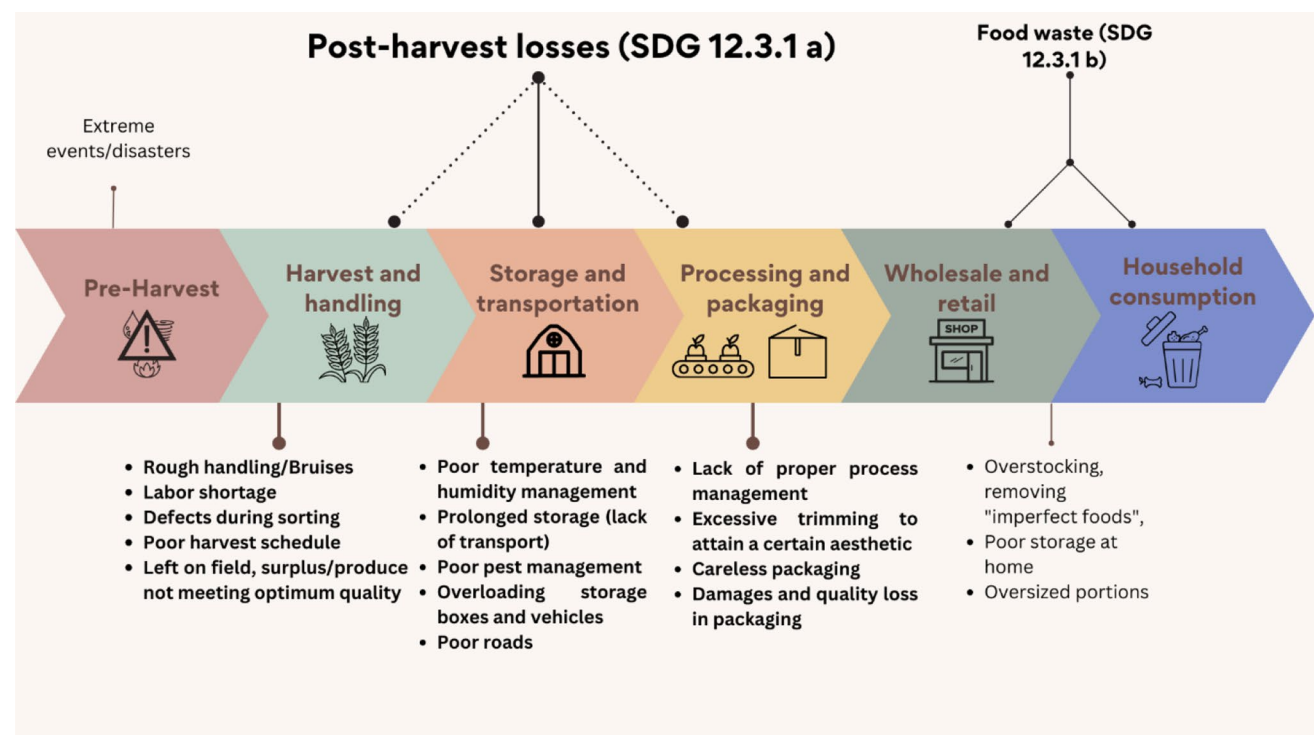 Post-harvest losses (SDG 12.3.1 a)
Food waste (SDG
12.3.1 b)
Extreme
events/disasters
Pre-Harvest
Harvest and
handling
Storage and
transportation
Processing and
packaging
Wholesale and
retail
SHOP
Household
consumption
• Rough handling/Bruises
• Labor shortage
• Defects during sorting
• Poor harvest schedule
• Left on field, surplus/produce
not meeting optimum quality
• Poor temperature and
humidity management
• Prolonged storage (lack
of transport)
• Poor pest management
• Overloading storage
boxes and vehicles
• Poor roads
• Lack of proper process
management
• Excessive trimming to
attain a certain aesthetic
• Careless packaging
• Damages and quality loss
in packaging
• Overstocking,
removing
"imperfect foods",
• Poor storage at
home
• Oversized portions